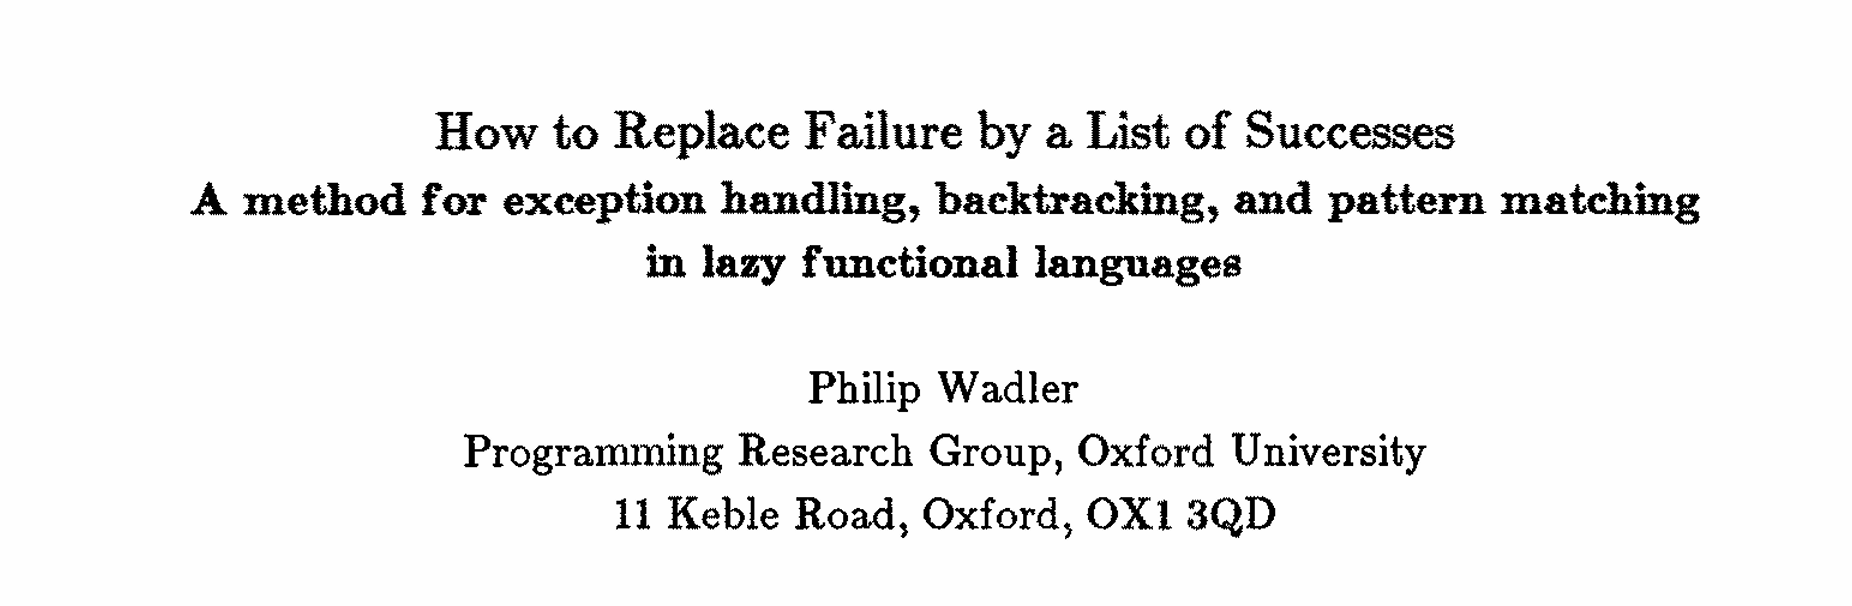 How to Replace Failure by a List of Successes
A method for exception handling, backtracking, and pattern matching
in lazy functional languages
Philip Wadler
Programming Research Group, Oxford University
11 Keble Road, Oxford, OX1 3QD